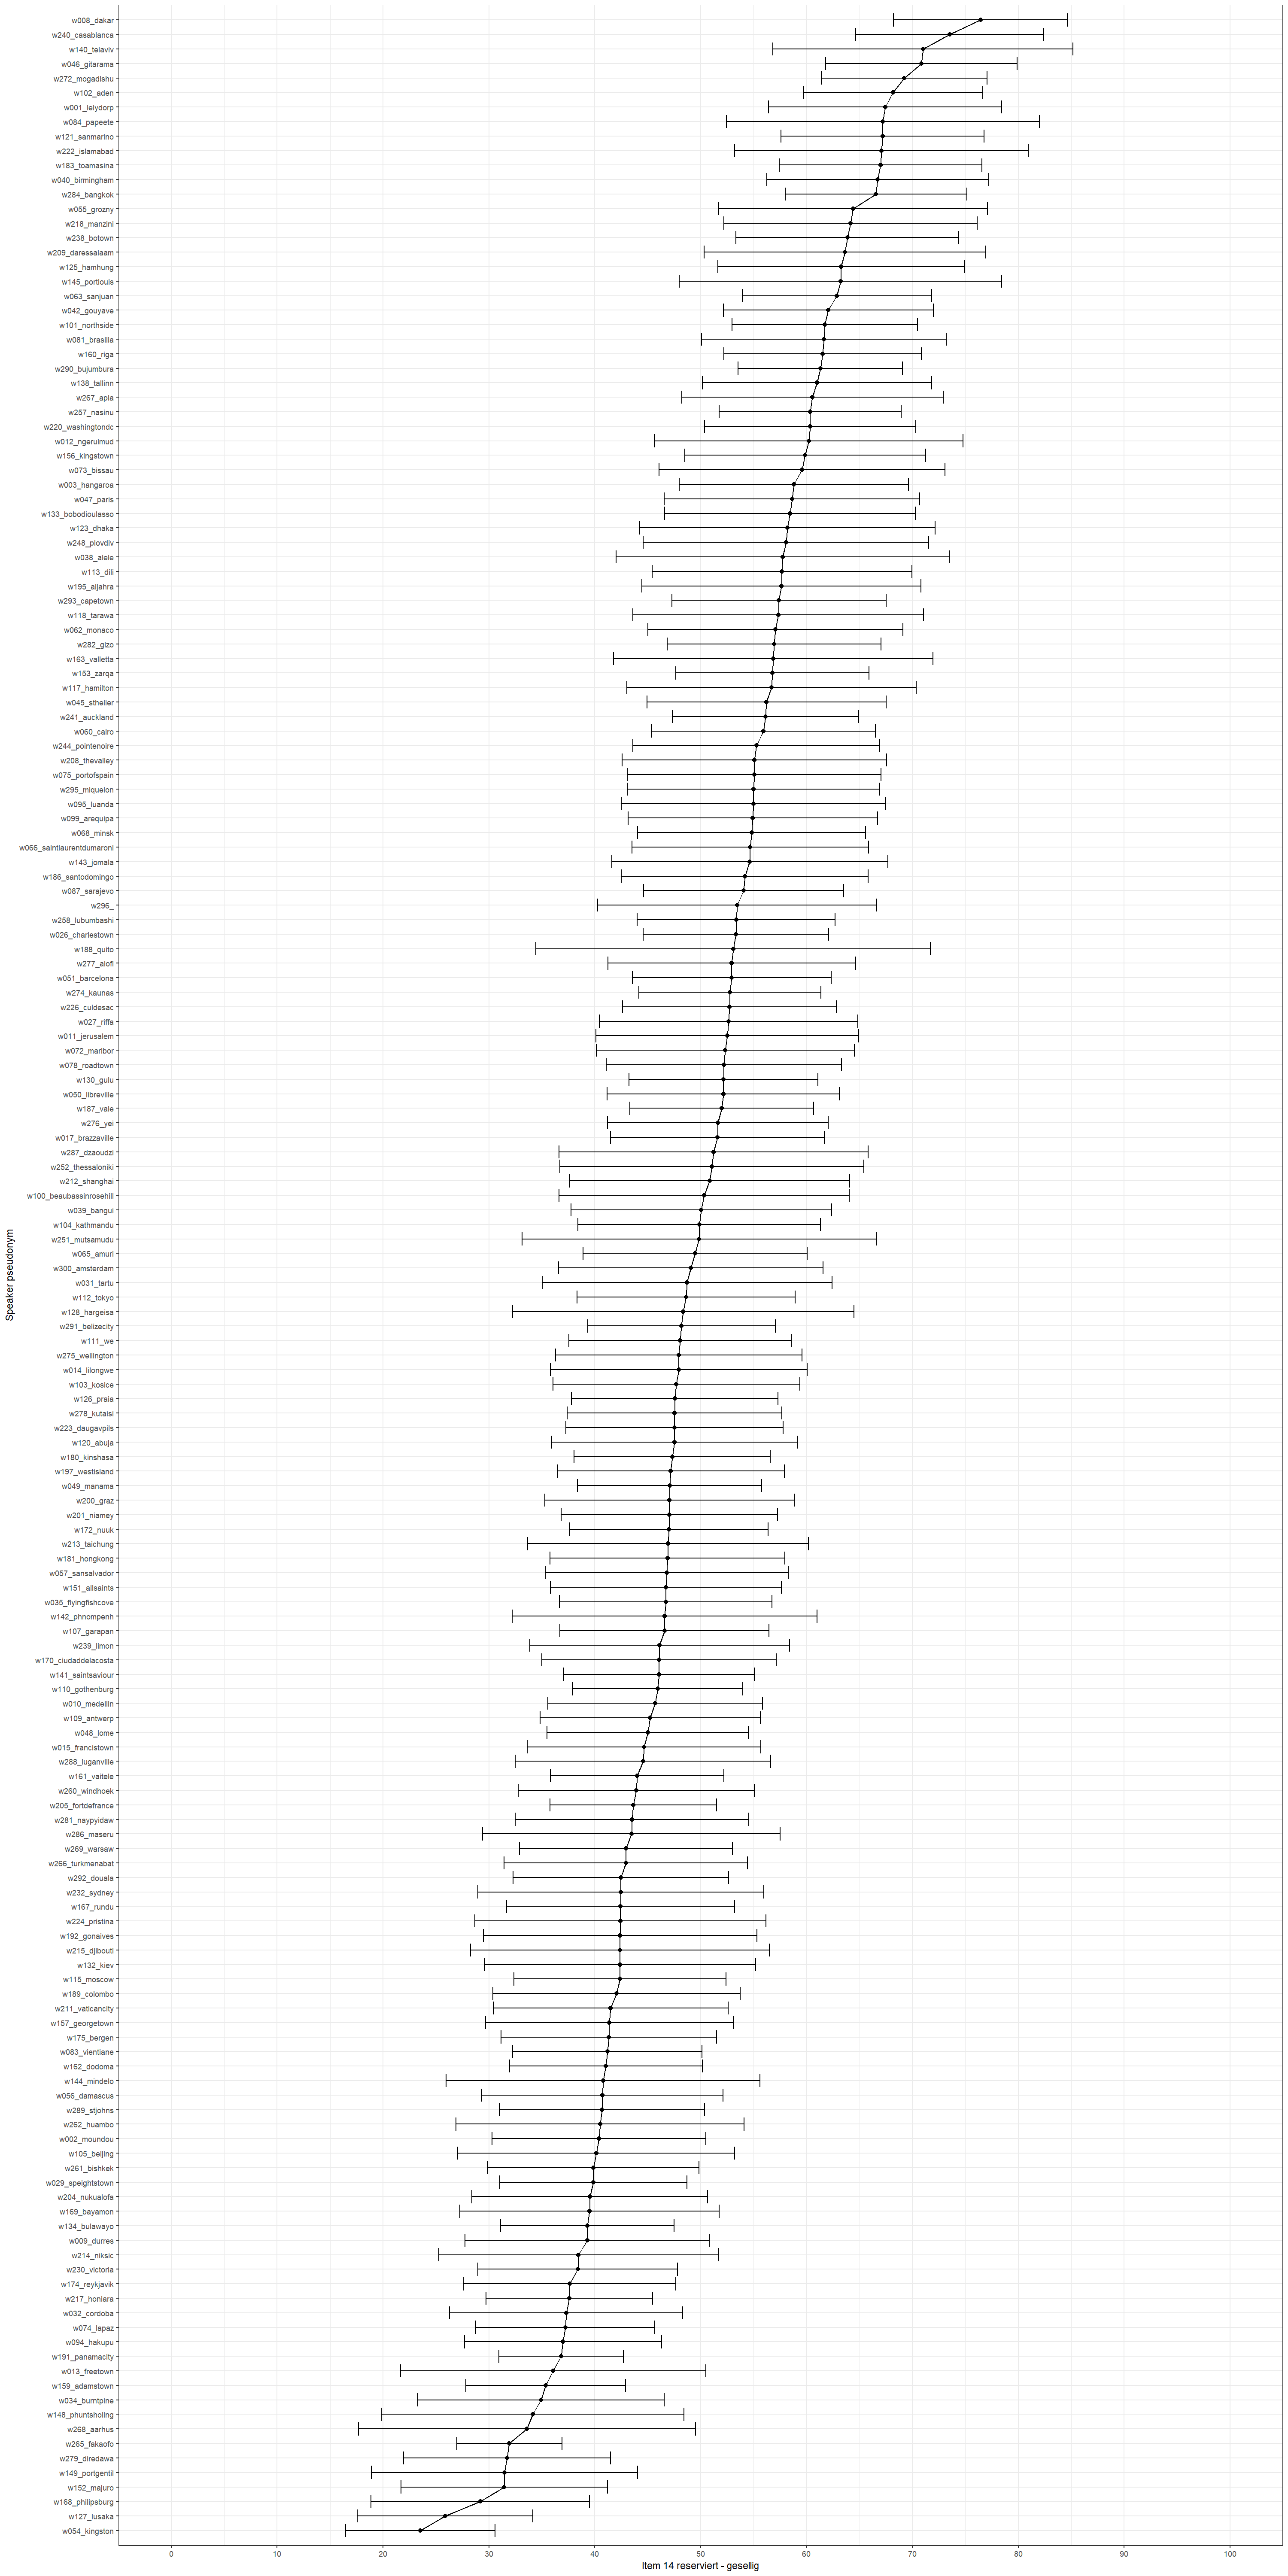 w008_dakar
w240_casablanca
w140_telaviv
w046_gitarama
w272_mogadishu
w102_aden
w001_lelydorp
w084_papeete
w121_sanmarino
w222_islamabad
w183_toamasina
w040_birmingham
w284_bangkok
w055_grozny
w218_manzini
w238_botown
w209_daressalaam
w125_hamhung
w145_portlouis
w063_sanjuan
w042_gouyave
w101_northside
w081_brasilia
w160_riga
w290_bujumbura
w138_tallinn
w267_apia
w257_nasinu
w220_washingtondc
w012_ngerulmud
w156_kingstown
w073_bissau
w003_hangaroa
w047_paris
w133_bobodioulasso
w123_dhaka
w248_plovdiv
w038_alele
w113_dili
w195_aljahra
w293_capetown
w118_tarawa
w062_monaco
w282_gizo
w163_valletta
w153_zarqa
w117_hamilton
w045_sthelier
w241_auckland
w060_cairo
w244_pointenoire
w208_thevalley
w075_portofspain
w295_miquelon
w095_luanda
w099_arequipa
w068_minsk
w066_saintlaurentdumaroni
w143_jomala
w186_santodomingo
w087_sarajevo
w296_
w258_lubumbashi
w026_charlestown
w188_quito
w277_alofi
w051_barcelona
w274_kaunas
w226_culdesac
w027_riffa
w011_jerusalem
w072_maribor
w078_roadtown
w130_gulu
w050_libreville
w187_vale
w276_yei
w017_brazzaville
w287_dzaoudzi
w252_thessaloniki
w212_shanghai
w100_beaubassinrosehill
w039_bangui
w104_kathmandu
w251_mutsamudu
w065_amuri
w300_amsterdam
w031_tartu
w112_tokyo
w128_hargeisa
w291_belizecity
w111_we
w275_wellington
w014_lilongwe
w103_kosice
w126_praia
w278_kutaisi
w223_daugavpils
w120_abuja
w180_kinshasa
w197_westisland
w049_manama
w200_graz
w201_niamey
w172_nuuk
w213_taichung
w181_hongkong
w057_sansalvador
w151_allsaints
w035_flyingfishcove
w142_phnompenh
w107_garapan
w239_limon
w170_ciudaddelacosta
w141_saintsaviour
w110_gothenburg
w010_medellin
w109_antwerp
w048_lome
w015_francistown
w288_luganville
w161_vaitele
w260_windhoek
w205_fortdefrance
w281_naypyidaw
w286_maseru
w269_warsaw
w266_turkmenabat
w292_douala
w232_sydney
w167_rundu
w224_pristina
w192_gonaives
w215_djibouti
w132_kiev
w115_moscow
w189_colombo
w211_vaticancity
w157_georgetown
w175_bergen
w083_vientiane
w162_dodoma
w144_mindelo
w056_damascus
w289_stjohns
w262_huambo
w002_moundou
w105_beijing
w261_bishkek
w029_speightstown
w204_nukualofa
w169_bayamon
w134_bulawayo
w009_durres
w214_niksic
w230_victoria
w174_reykjavik
w217_honiara
w032_cordoba
w074_lapaz
w094_hakupu
w191_panamacity
w013_freetown
w159_adamstown
w034_burntpine
w148_phuntsholing
w268_aarhus
w265_fakaofo
w279_diredawa
w149_portgentil
w152_majuro
w168_philipsburg
w127_lusaka
w054_kingston
0 10 20 30 40 50 60 70 80 90 100
Item 14 reserviert - gesellig
Speaker pseudonym